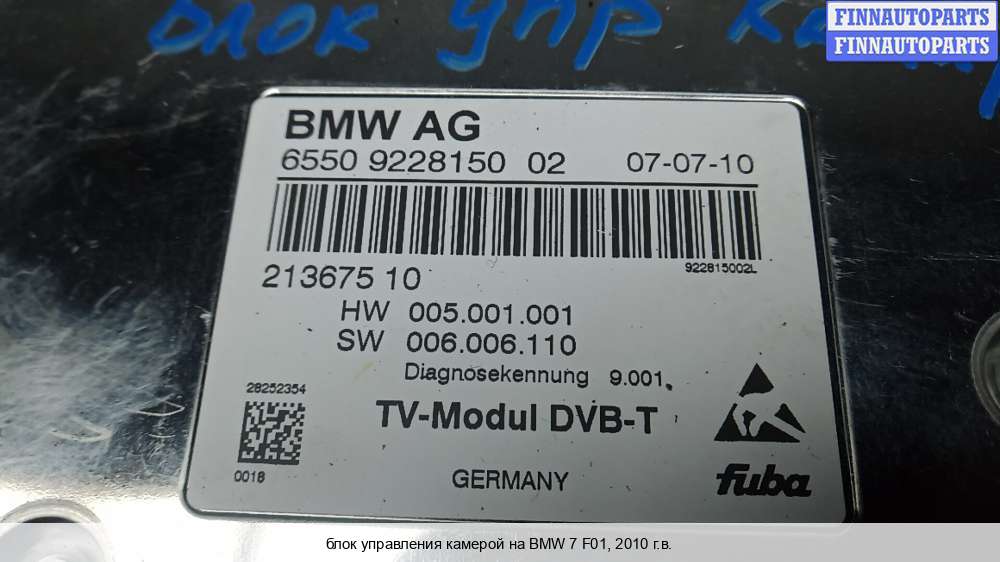 блок упр
FINNAUTOPARTS
FINNAUTOPARTS
BMW AG
6550 9228150 02 07-07-10
922815002L
213675 10
HW 005.001.001
SW 006.006.110
Diagnosekennung 9.001.
28252354
TV-Modul DVB-T
0018
GERMANY
fuba
блок управления камерой на BMW 7 F01, 2010 г.в.